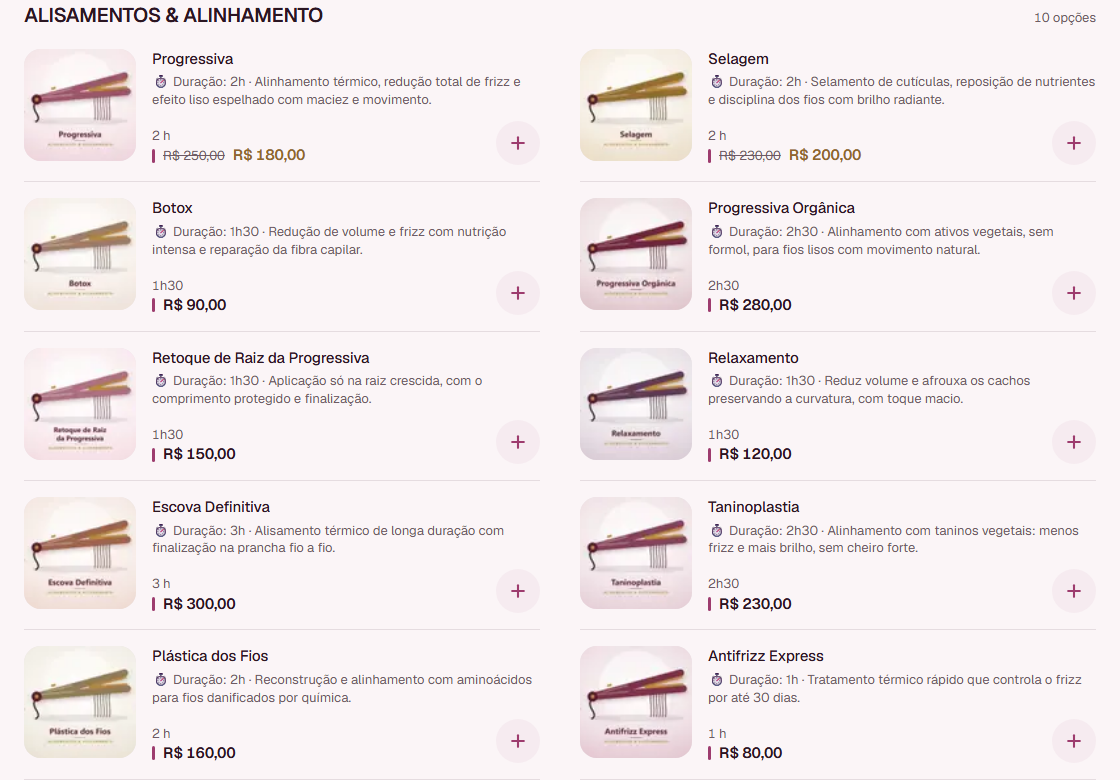 ALISAMENTOS & ALINHAMENTO
10 opções
Progressiva
Progressiva
Duração: 2h · Alinhamento térmico, redução total de frizz e
efeito liso espelhado com maciez e movimento.
2 h
R$ 250,00 R$ 180,00
Selagem
Selagem
Duração: 2h · Selamento de cutículas, reposição de nutrientes
e disciplina dos fios com brilho radiante.
2 h
R$ 230,00 R$ 200,00
Botox
Botox
Duração: 1h30 · Redução de volume e frizz com nutrição
intensa e reparação da fibra capilar.
1h30
R$ 90,00
Progressiva Orgânica
Progressiva Orgânica
Duração: 2h30 · Alinhamento com ativos vegetais, sem
formol, para fios lisos com movimento natural.
2h30
R$ 280,00
Retoque de Raiz
da Progressiva
Retoque de Raiz da Progressiva
Duração: 1h30 · Aplicação só na raiz crescida, com o
comprimento protegido e finalização.
1h30
R$ 150,00
Relaxamento
Relaxamento
Duração: 1h30 · Reduz volume e afrouxa os cachos
preservando a curvatura, com toque macio.
1h30
R$ 120,00
Escova Definitiva
Escova Definitiva
Duração: 3h · Alisamento térmico de longa duração com
finalização na prancha fio a fio.
3 h
R$ 300,00
Taninoplastia
Taninoplastia
Duração: 2h30 · Alinhamento com taninos vegetais: menos
frizz e mais brilho, sem cheiro forte.
2h30
R$ 230,00
Plástica dos Fios
Plástica dos Fios
Duração: 2h · Reconstrução e alinhamento com aminoácidos
para fios danificados por química.
2 h
R$ 160,00
Antifrizz Express
Antifrizz Express
Duração: 1h · Tratamento térmico rápido que controla o frizz
por até 30 dias.
1 h
R$ 80,00